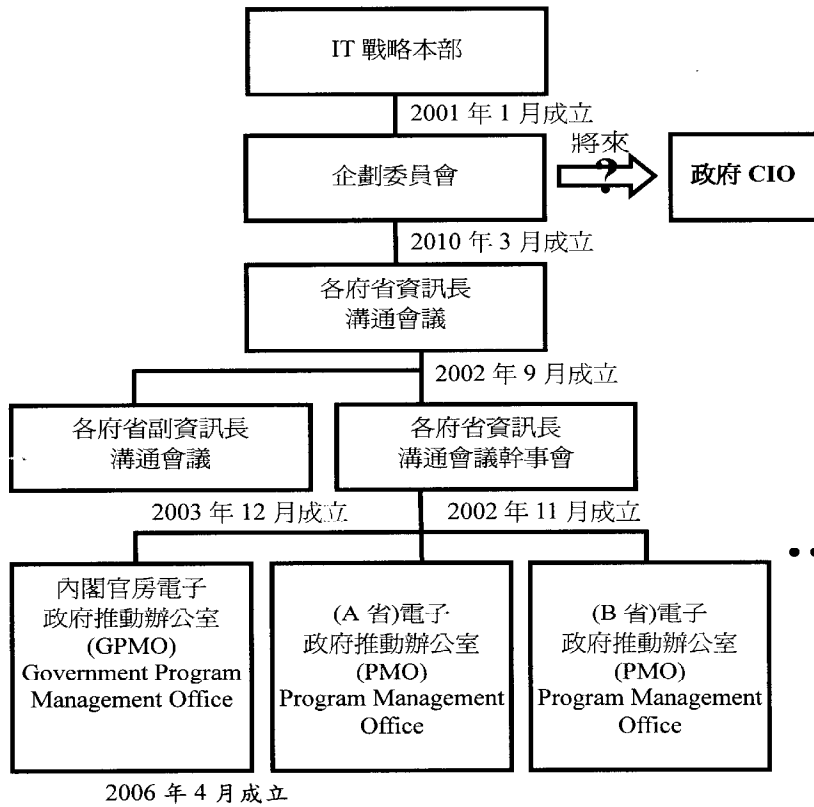 IT 戰略本部
2001 年 1 月成立
企劃委員會
將來
?
政府 CIO
2010 年 3 月成立
各府省資訊長
溝通會議
2002 年 9 月成立
各府省副資訊長
溝通會議
各府省資訊長
溝通會議幹事會
2003 年 12 月成立
2002 年 11 月成立
內閣官房電子
政府推動辦公室
(GPMO)
Government Program
Management Office
(A 省)電子
政府推動辦公室
(PMO)
Program Management
Office
(B 省)電子
政府推動辦公室
(PMO)
Program Management
Office
2006 年 4 月成立